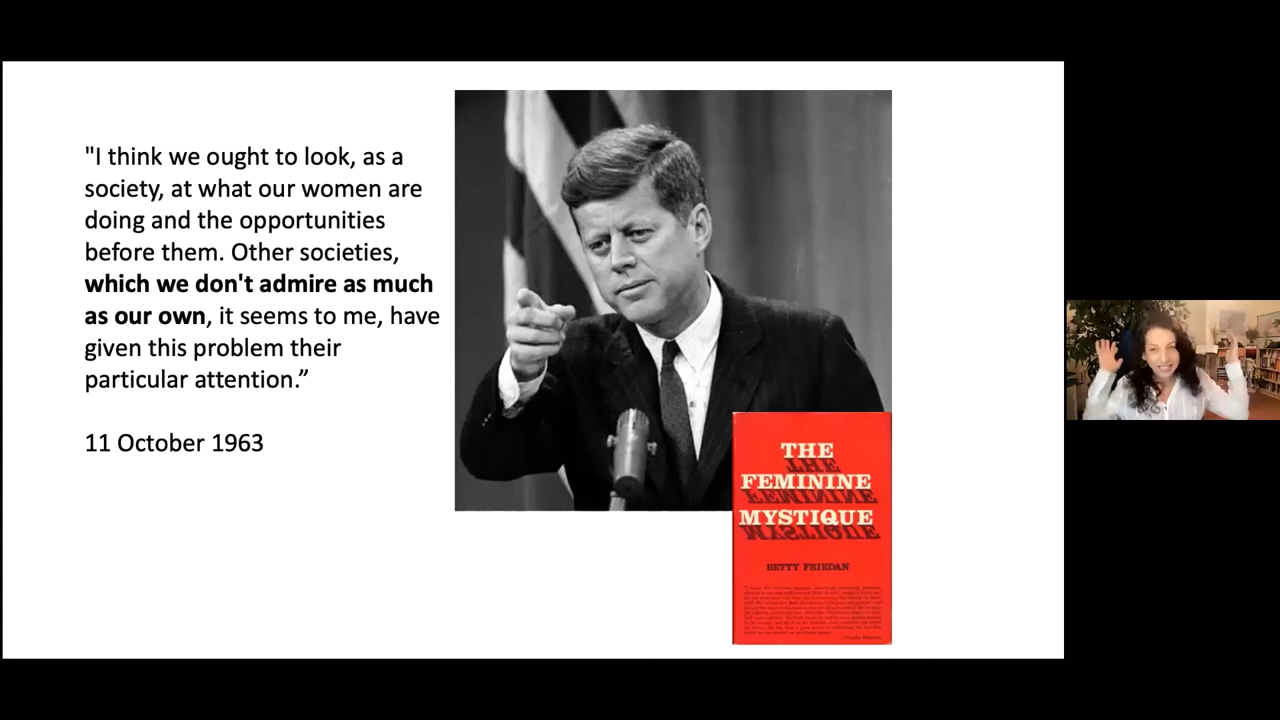 "I think we ought to look, as a
society, at what our women are
doing and the opportunities
before them. Other societies,
which we don't admire as much
as our own, it seems to me, have
given this problem their
particular attention.”
11 October 1963
THE
FEMININE
MYSTIQUE
BETTY FRIEDAN